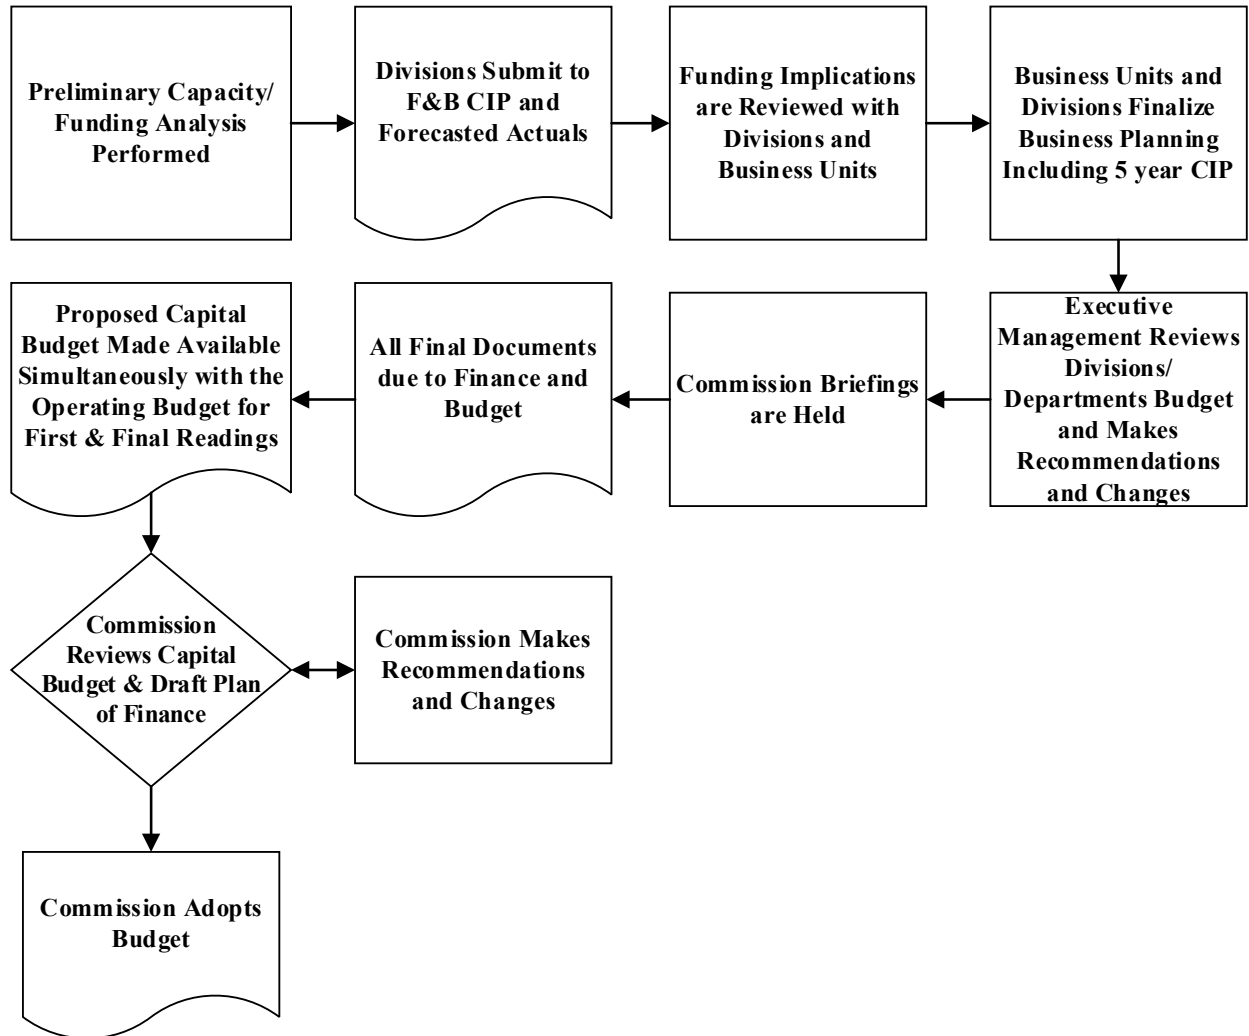 Preliminary Capacity/
Funding Analysis
Performed
Divisions Submit to
F&B CIP and
Forecasted Actuals
Funding Implications
are Reviewed with
Divisions and
Business Units
Business Units and
Divisions Finalize
Business Planning
Including 5 year CIP
Executive
Management Reviews
Divisions/
Departments Budget
and Makes
Recommendations
and Changes
Commission Briefings
are Held
All Final Documents
due to Finance and
Budget
Proposed Capital
Budget Made Available
Simultaneously with the
Operating Budget for
First & Final Readings
Commission
Reviews Capital
Budget & Draft Plan
of Finance
Commission Makes
Recommendations
and Changes
Commission Adopts
Budget